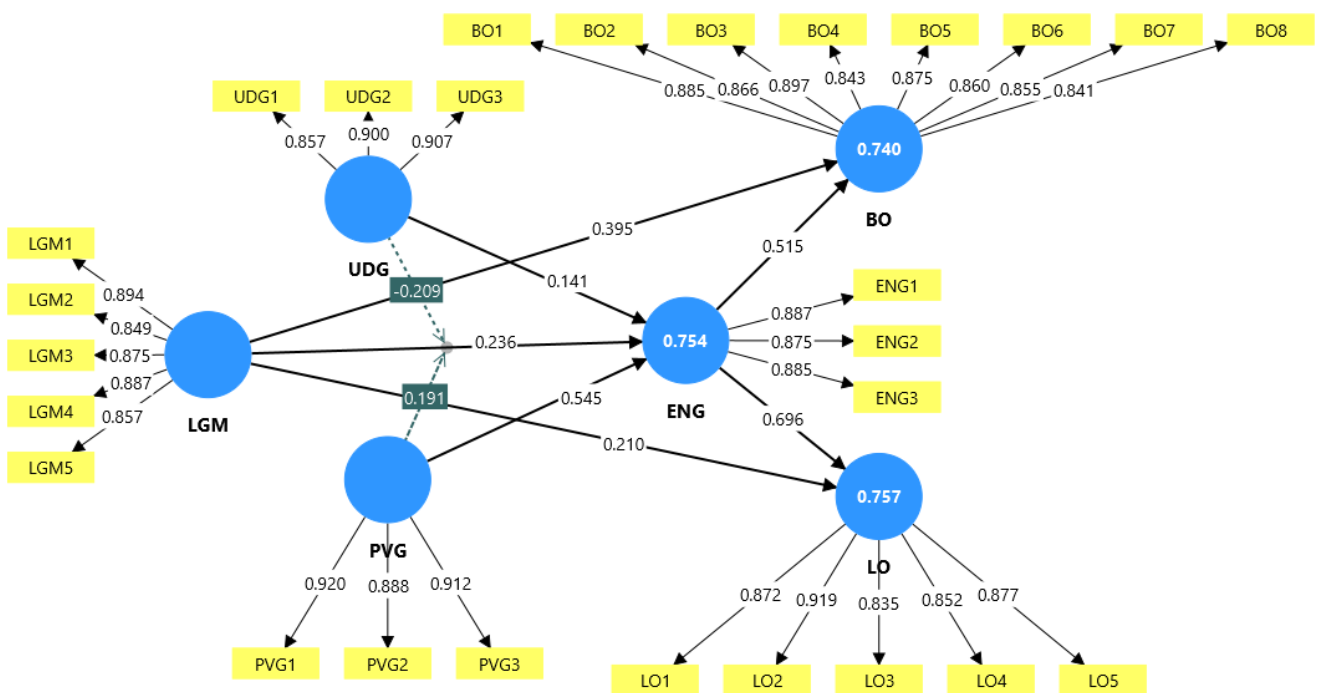 BO1 BO2 BO3 BO4 BO5 BO6 BO7 BO8
0.885 0.866 0.897 0.843 0.875 0.860 0.855 0.841
UDG1 UDG2 UDG3
0.857 0.900 0.907
UDG
0.740
BO
LGM1
LGM2
LGM3
LGM4
LGM5
0.894
0.849
0.875
0.887
0.857
LGM
0.395
-0.209
0.141
0.236
0.191
0.545
0.210
0.515
0.754
ENG
0.887
0.875
0.885
ENG1
ENG2
ENG3
0.696
PVG
0.920 0.888 0.912
PVG1 PVG2 PVG3
0.757
LO
0.872 0.919 0.835 0.852 0.877
LO1 LO2 LO3 LO4 LO5